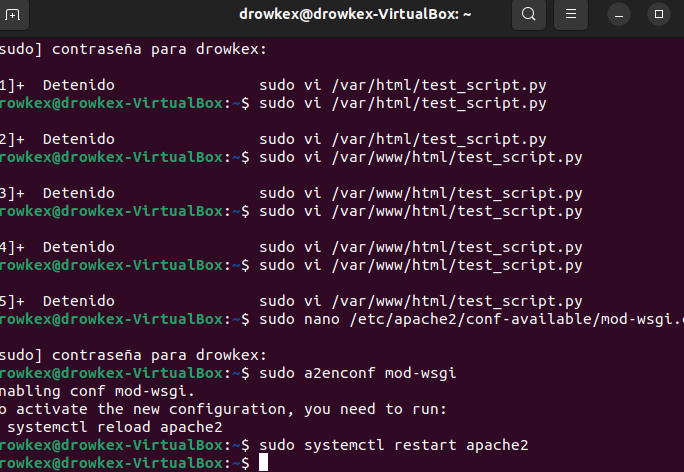 drowkex@drowkex-VirtualBox: ~
sudo] contraseña para drowkex:
1]+  Detenido                sudo vi /var/html/test_script.py
rowkex@drowkex-VirtualBox:~$ sudo vi /var/html/test_script.py
2]+  Detenido                sudo vi /var/html/test_script.py
rowkex@drowkex-VirtualBox:~$ sudo vi /var/www/html/test_script.py
3]+  Detenido                sudo vi /var/www/html/test_script.py
rowkex@drowkex-VirtualBox:~$ sudo vi /var/www/html/test_script.py
4]+  Detenido                sudo vi /var/www/html/test_script.py
rowkex@drowkex-VirtualBox:~$ sudo vi /var/www/html/test_script.py
5]+  Detenido                sudo vi /var/www/html/test_script.py
rowkex@drowkex-VirtualBox:~$ sudo nano /etc/apache2/conf-available/mod-wsgi.c
sudo] contraseña para drowkex:
rowkex@drowkex-VirtualBox:~$ sudo a2enconf mod-wsgi
nabling conf mod-wsgi.
o activate the new configuration, you need to run:
 systemctl reload apache2
rowkex@drowkex-VirtualBox:~$ sudo systemctl restart apache2
rowkex@drowkex-VirtualBox:~$